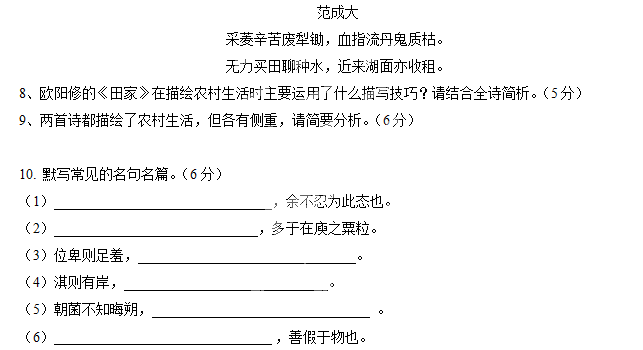 范成大
采菱辛苦废犁锄，血指流丹鬼质枯。
无力买田聊种水，近来湖面亦收租。
8、欧阳修的《田家》在描绘农村生活时主要运用了什么描写技巧？请结合全诗简析。（5分）
9、两首诗都描绘了农村生活，但各有侧重，请简要分析。（6分）
10. 默写常见的名句名篇。（6分）
（1）____________________________，余不忍为此态也。
（2）__________________________，多于在庾之粟粒。
（3）位卑则足羞，____________________________。
（4）淇则有岸，__________________________。
（5）朝菌不知晦朔，____________________________ 。
（6）____________________________ ，善假于物也。